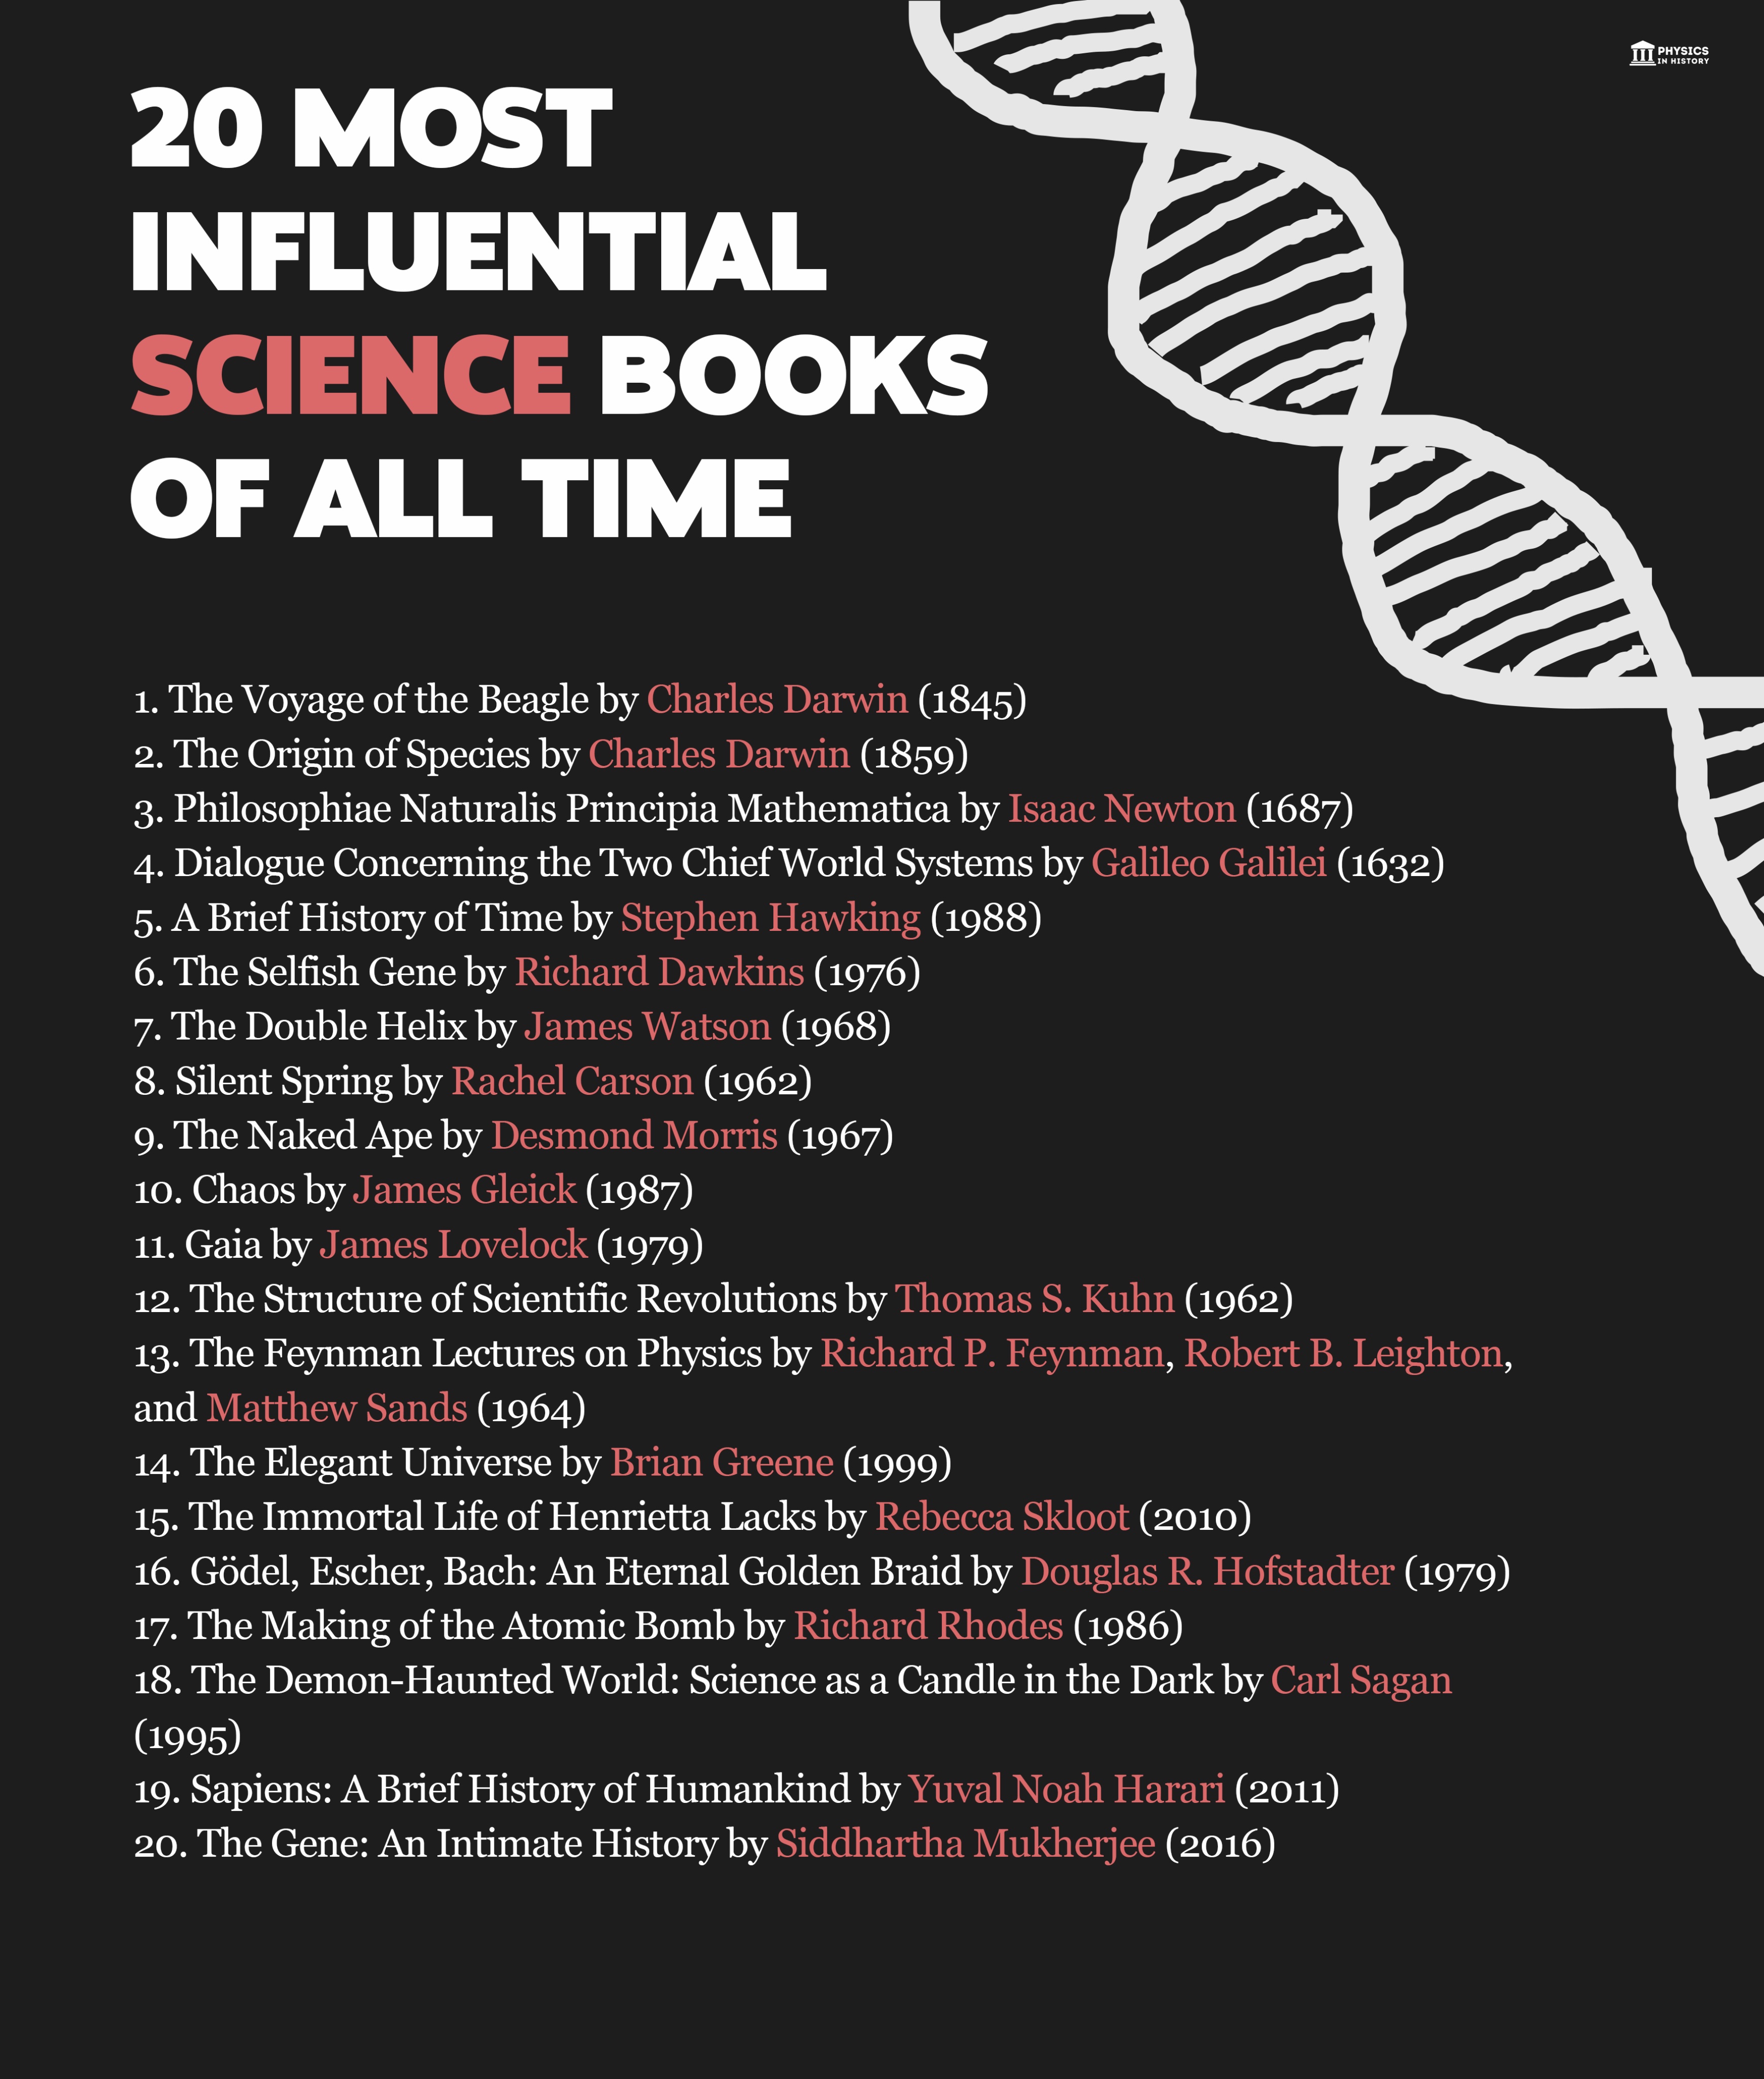 PHYSICS
IN HISTORY
20 MOST
INFLUENTIAL
SCIENCE BOOKS
OF ALL TIME
1. The Voyage of the Beagle by Charles Darwin (1845)
2. The Origin of Species by Charles Darwin (1859)
3. Philosophiae Naturalis Principia Mathematica by Isaac Newton (1687)
4. Dialogue Concerning the Two Chief World Systems by Galileo Galilei (1632)
5. A Brief History of Time by Stephen Hawking (1988)
6. The Selfish Gene by Richard Dawkins (1976)
7. The Double Helix by James Watson (1968)
8. Silent Spring by Rachel Carson (1962)
9. The Naked Ape by Desmond Morris (1967)
10. Chaos by James Gleick (1987)
11. Gaia by James Lovelock (1979)
12. The Structure of Scientific Revolutions by Thomas S. Kuhn (1962)
13. The Feynman Lectures on Physics by Richard P. Feynman, Robert B. Leighton,
and Matthew Sands (1964)
14. The Elegant Universe by Brian Greene (1999)
15. The Immortal Life of Henrietta Lacks by Rebecca Skloot (2010)
16. Gödel, Escher, Bach: An Eternal Golden Braid by Douglas R. Hofstadter (1979)
17. The Making of the Atomic Bomb by Richard Rhodes (1986)
18. The Demon-Haunted World: Science as a Candle in the Dark by Carl Sagan
(1995)
19. Sapiens: A Brief History of Humankind by Yuval Noah Harari (2011)
20. The Gene: An Intimate History by Siddhartha Mukherjee (2016)